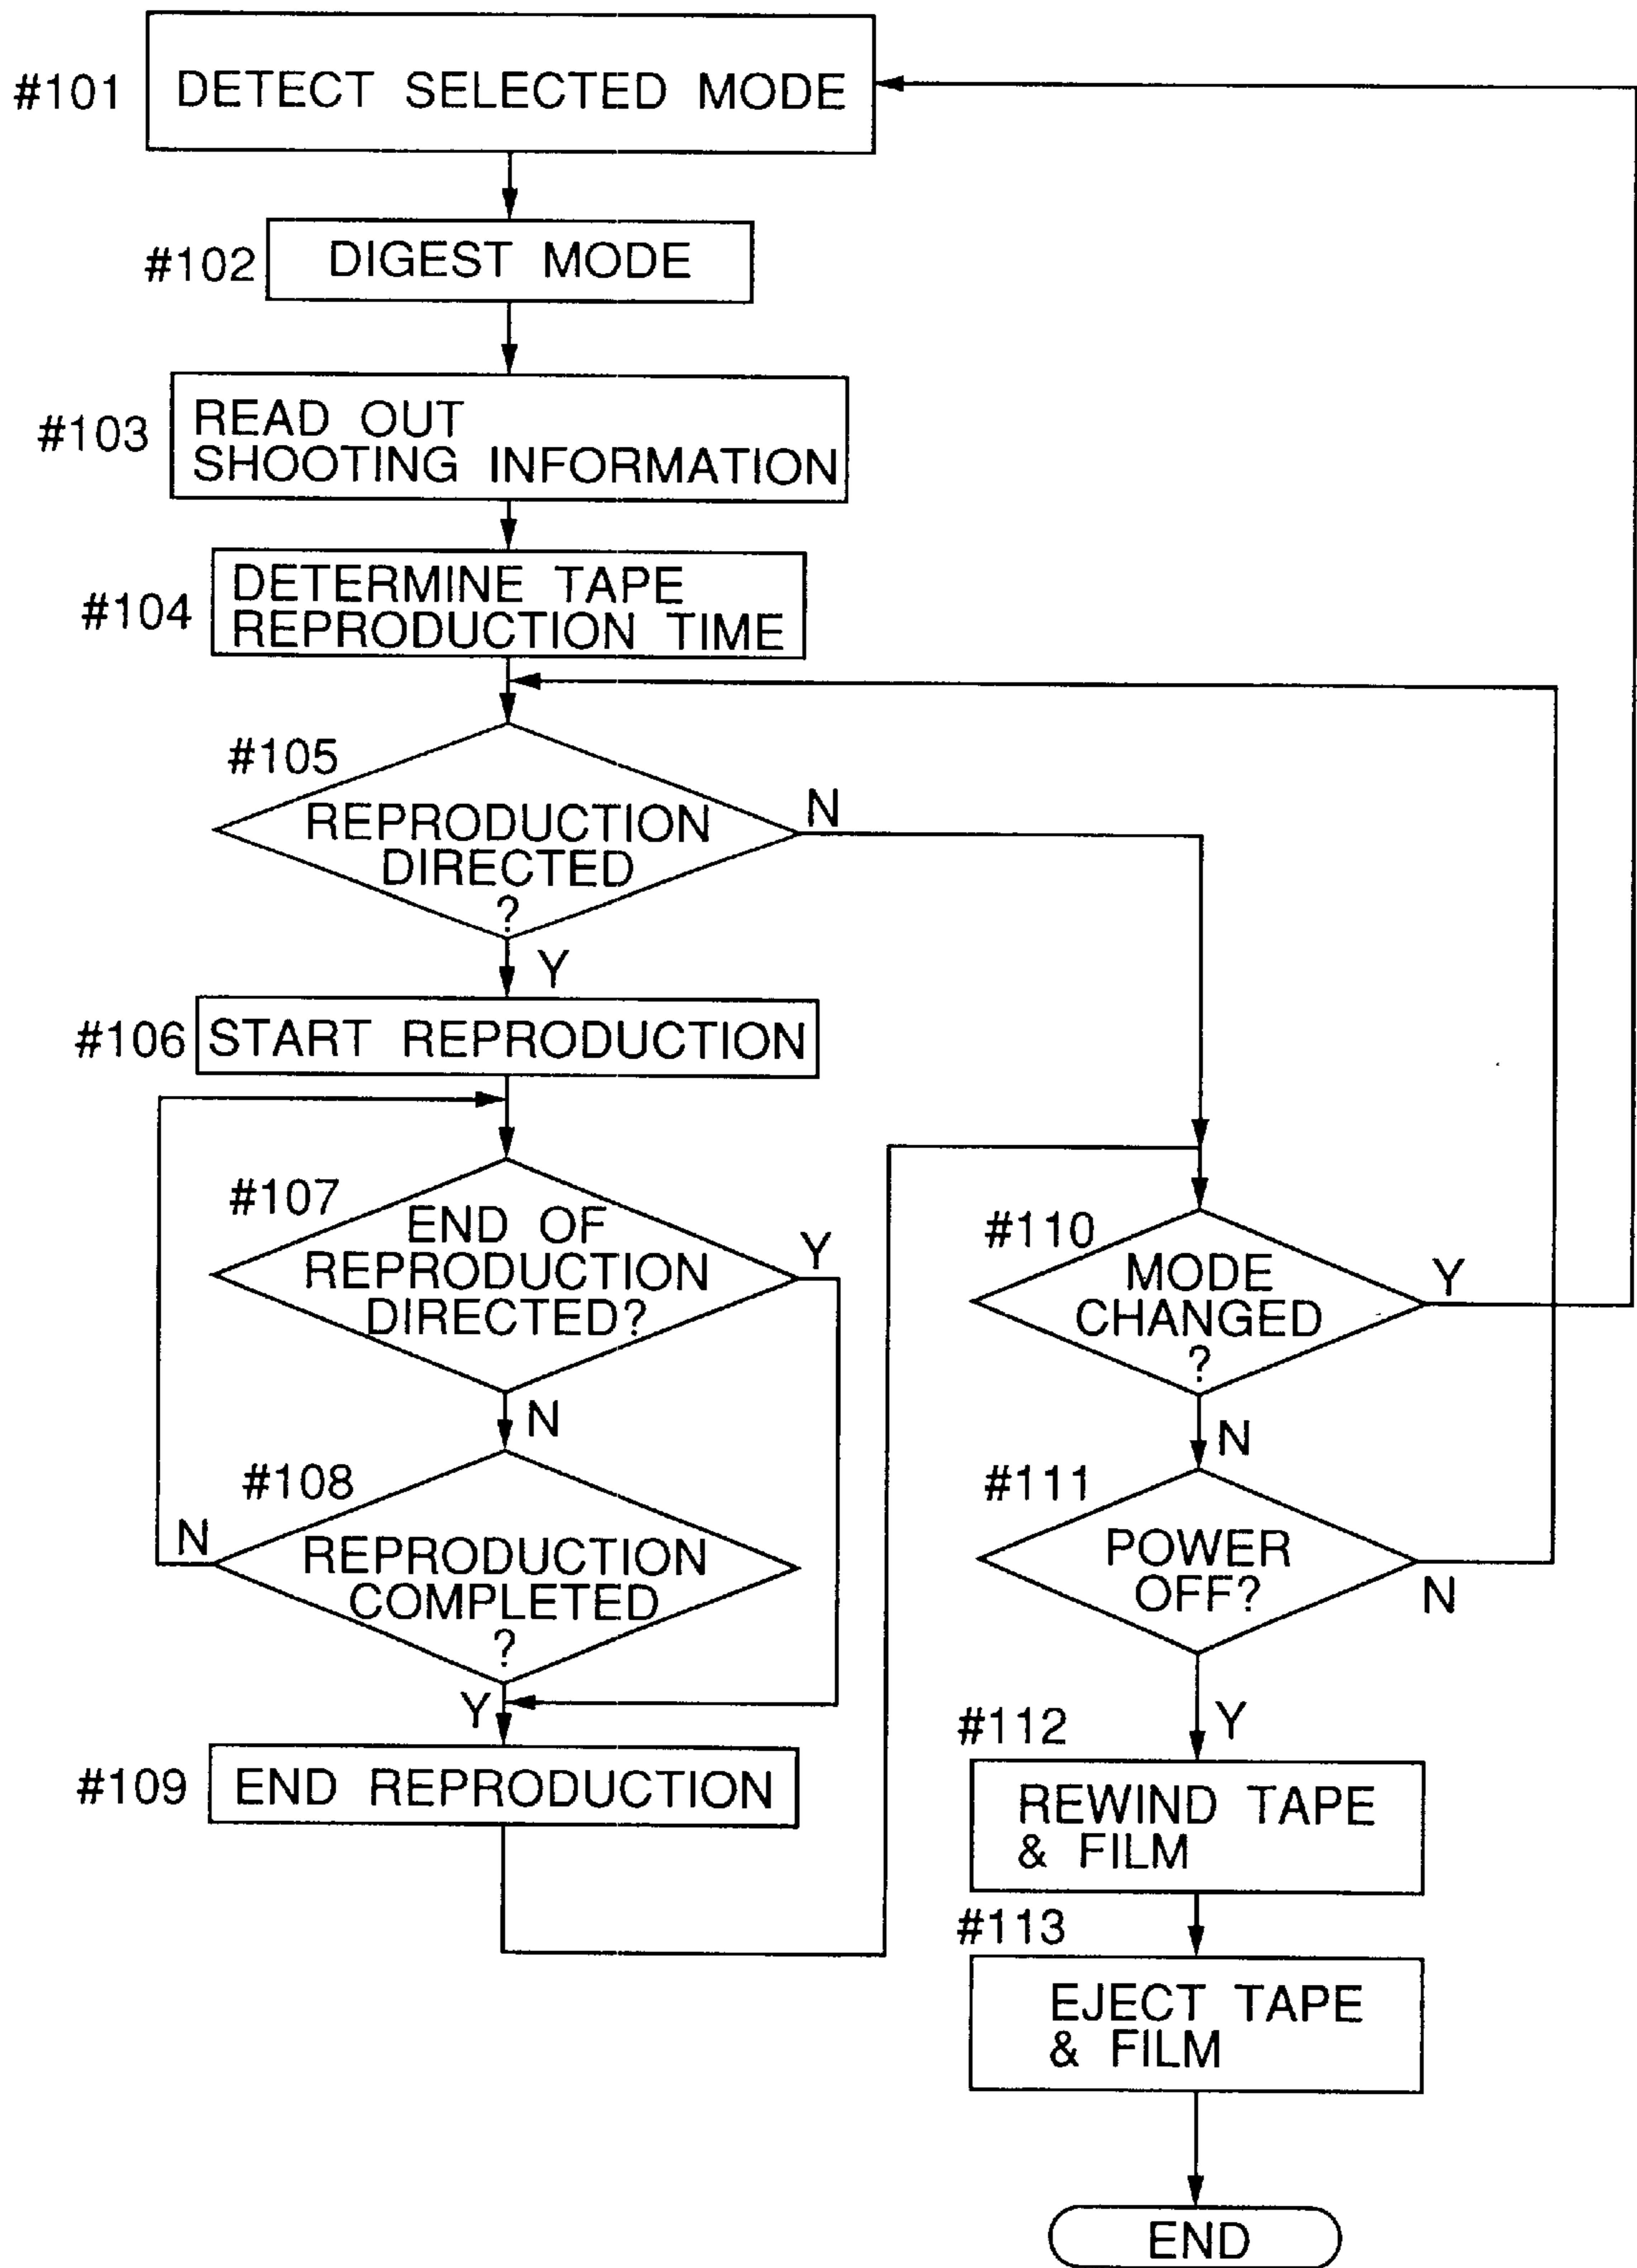 #101
DETECT SELECTED MODE
#102
DIGEST MODE
#103
READ OUT
SHOOTING INFORMATION
#104
DETERMINE TAPE
REPRODUCTION TIME
#105
REPRODUCTION
DIRECTED
?
N
Y
#106
START REPRODUCTION
#107
END OF
REPRODUCTION
DIRECTED?
Y
N
#108
REPRODUCTION
COMPLETED
?
N
Y
#109
END REPRODUCTION
#110
MODE
CHANGED
?
Y
N
#111
POWER
OFF?
N
Y
#112
REWIND TAPE
& FILM
#113
EJECT TAPE
& FILM
END